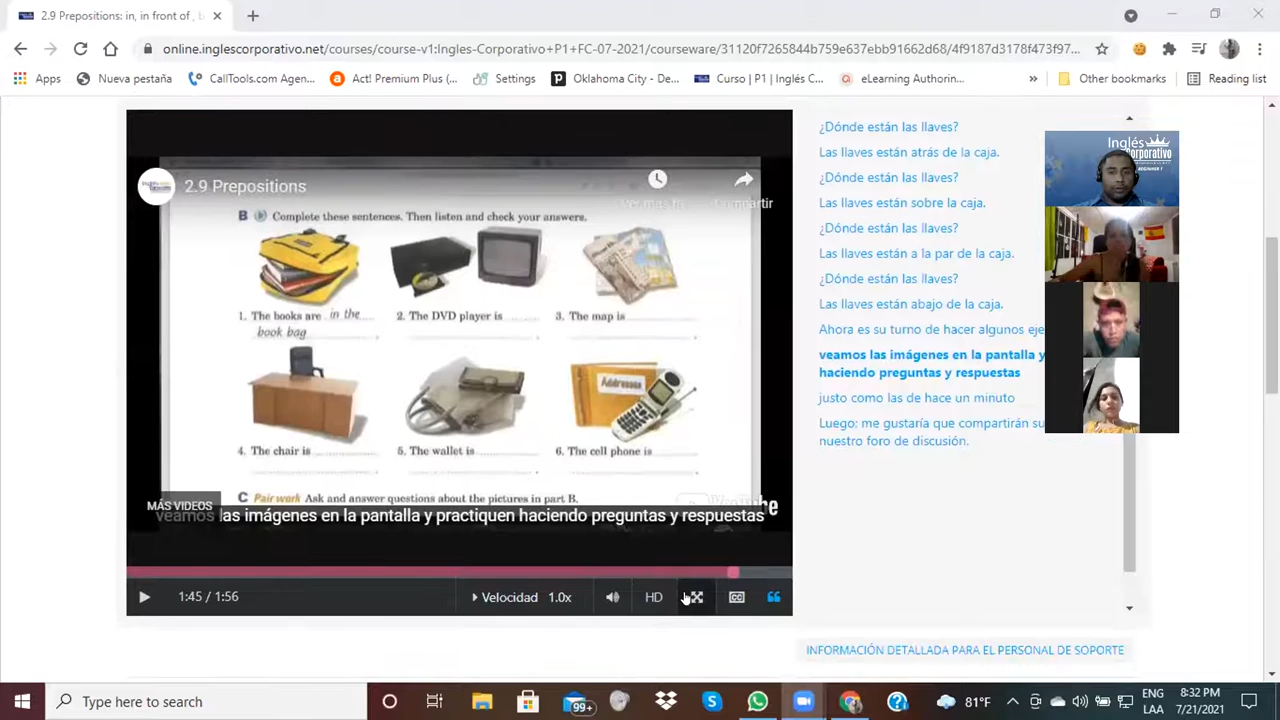 2.9 Prepositions: in, in front of , b
online.inglescorporativo.net/courses/course-v1:Ingles-Corporativo+P1+FC-07-2021/courseware/31120f7265844b759e637ebb91662d68/4f9187d3178f473f97...
Apps
Nueva pestaña
CallTools.com Agen...
Act! Premium Plus (...
Settings
Oklahoma City - De...
Curso | P1 | Inglés C...
eLearning Authorin...
»
Other bookmarks
Reading list
2.9 Prepositions
Compartir
B Complete these sentences. Then listen and check your answers.
1. The books are in the
book bag
2. The DVD player is
3. The map is
Addresses
4. The chair is
5. The wallet is
6. The cell phone is
C Pair work Ask and answer questions about the pictures in part B.
MÁS VIDEOS
YouTube
veamos las imágenes en la pantalla y practiquen haciendo preguntas y respuestas
1:45 / 1:56
Velocidad 1.0x
HD
¿Dónde están las llaves?
Las llaves están atrás de la caja.
¿Dónde están las llaves?
Las llaves están sobre la caja.
¿Dónde están las llaves?
Las llaves están a la par de la caja.
¿Dónde están las llaves?
Las llaves están abajo de la caja.
Ahora es su turno de hacer algunos eje
veamos las imágenes en la pantalla y
haciendo preguntas y respuestas
justo como las de hace un minuto
Luego; me gustaría que compartirán su
nuestro foro de discusión.
Inglés
Corporativo
BEGINNER 1
INFORMACIÓN DETALLADA PARA EL PERSONAL DE SOPORTE
Type here to search
99+
81°F
ENG
LAA
8:32 PM
7/21/2021